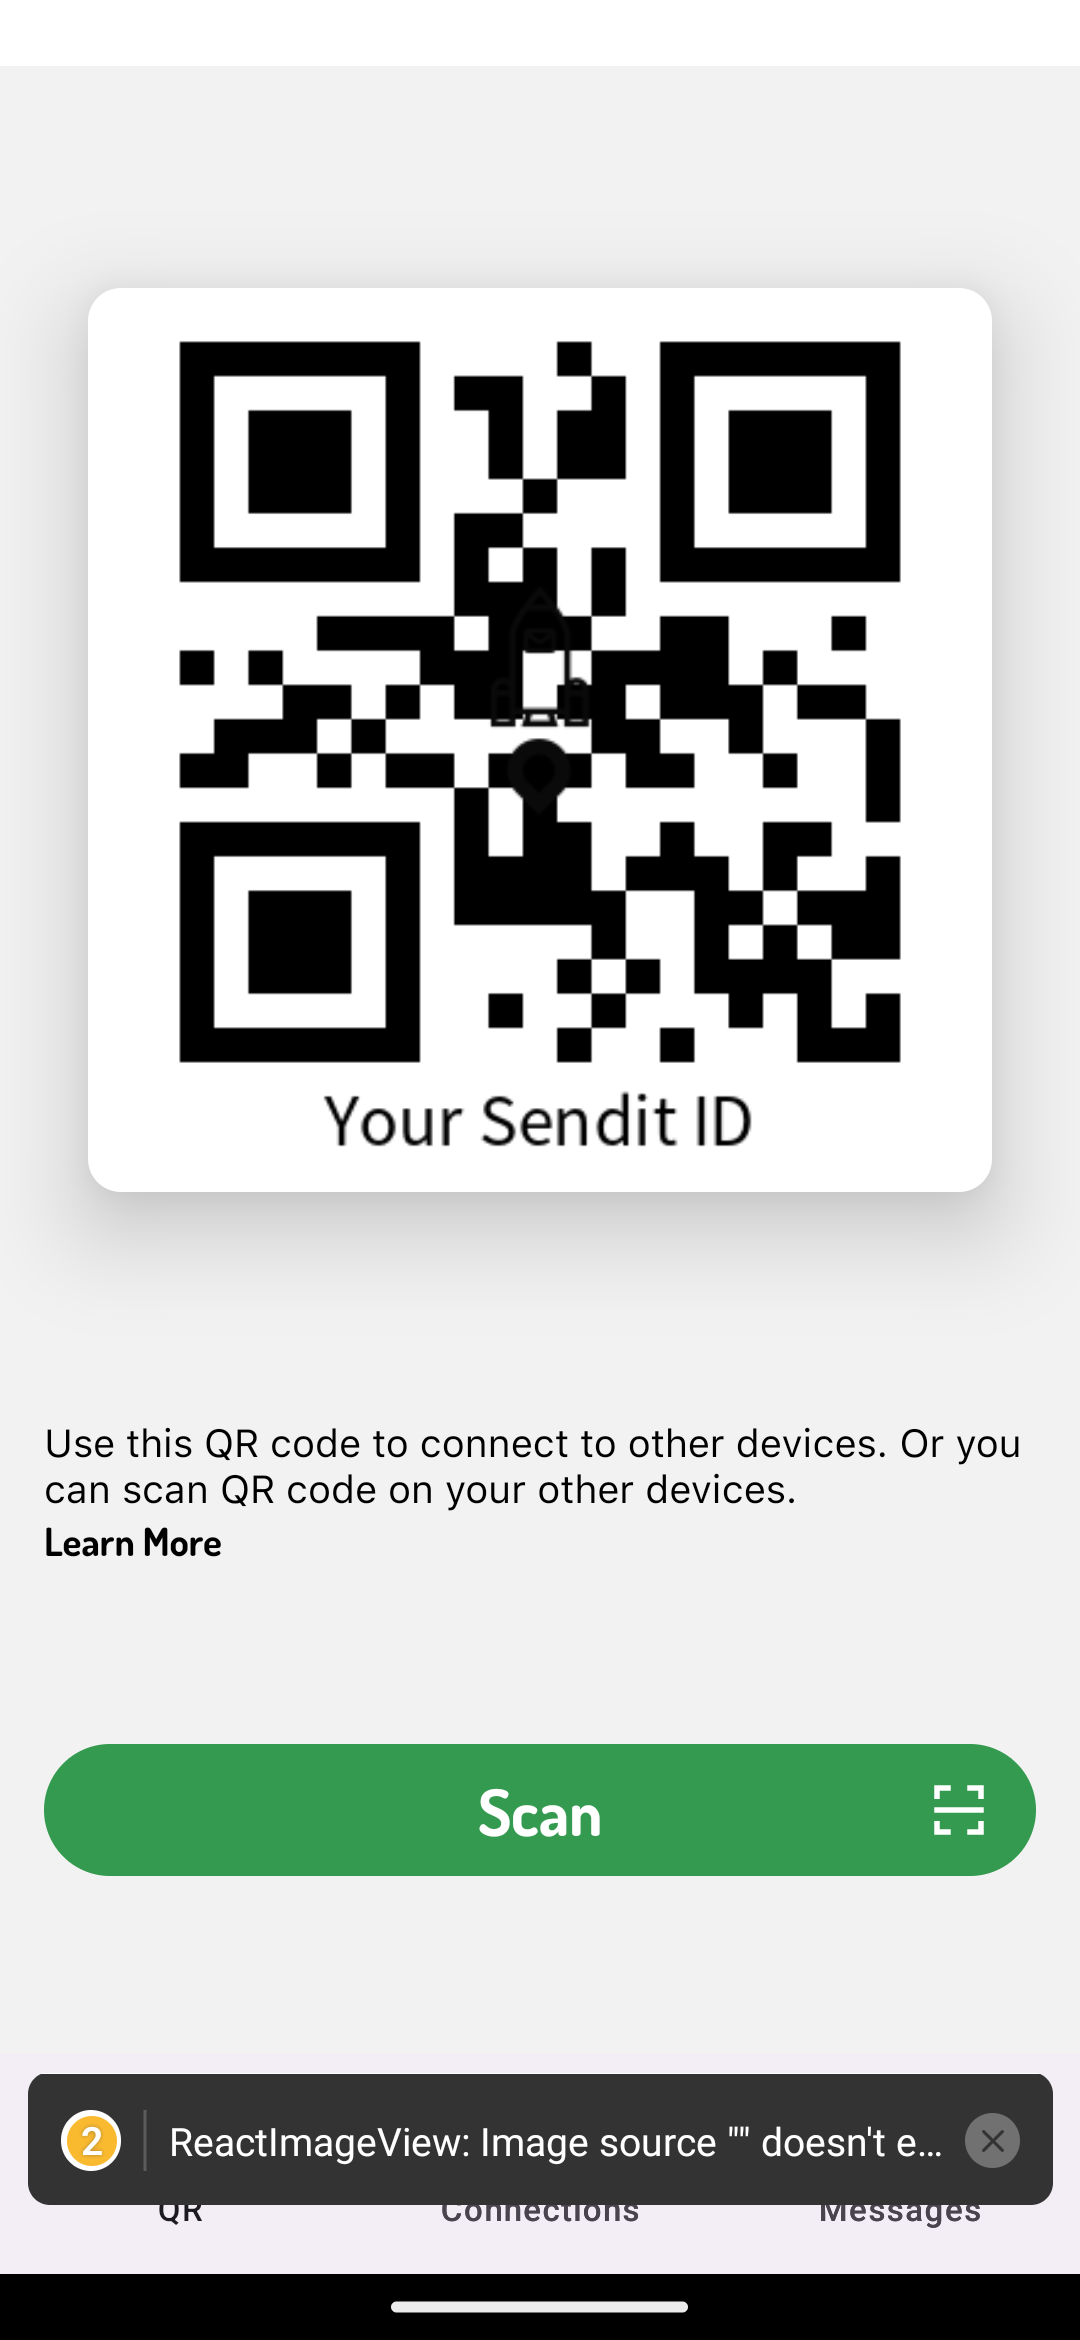 Your Sendit ID
Use this QR code to connect to other devices. Or you
can scan QR code on your other devices.
Learn More
Scan
2
ReactImageView: Image source "" doesn't e...
QR
Connections
Messages